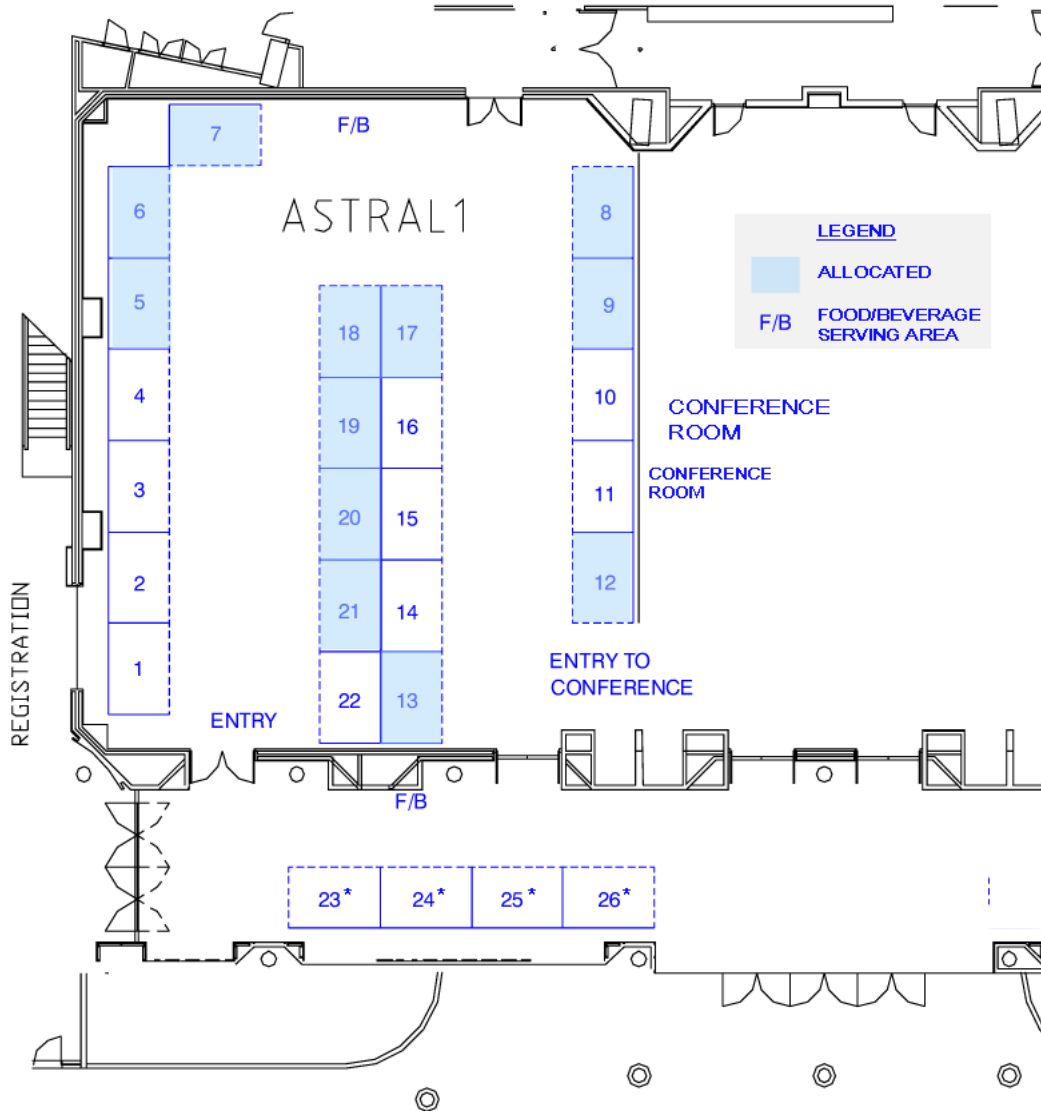 7
F/B
6
ASTRAL1
8
LEGEND
ALLOCATED
F/B
FOOD/BEVERAGE
SERVING AREA
5
9
18
17
4
10
CONFERENCE
ROOM
19
16
3
11
CONFERENCE
ROOM
20
15
2
12
21
14
REGISTRATION
1
22
13
ENTRY TO
CONFERENCE
ENTRY
F/B
23*
24*
25*
26*